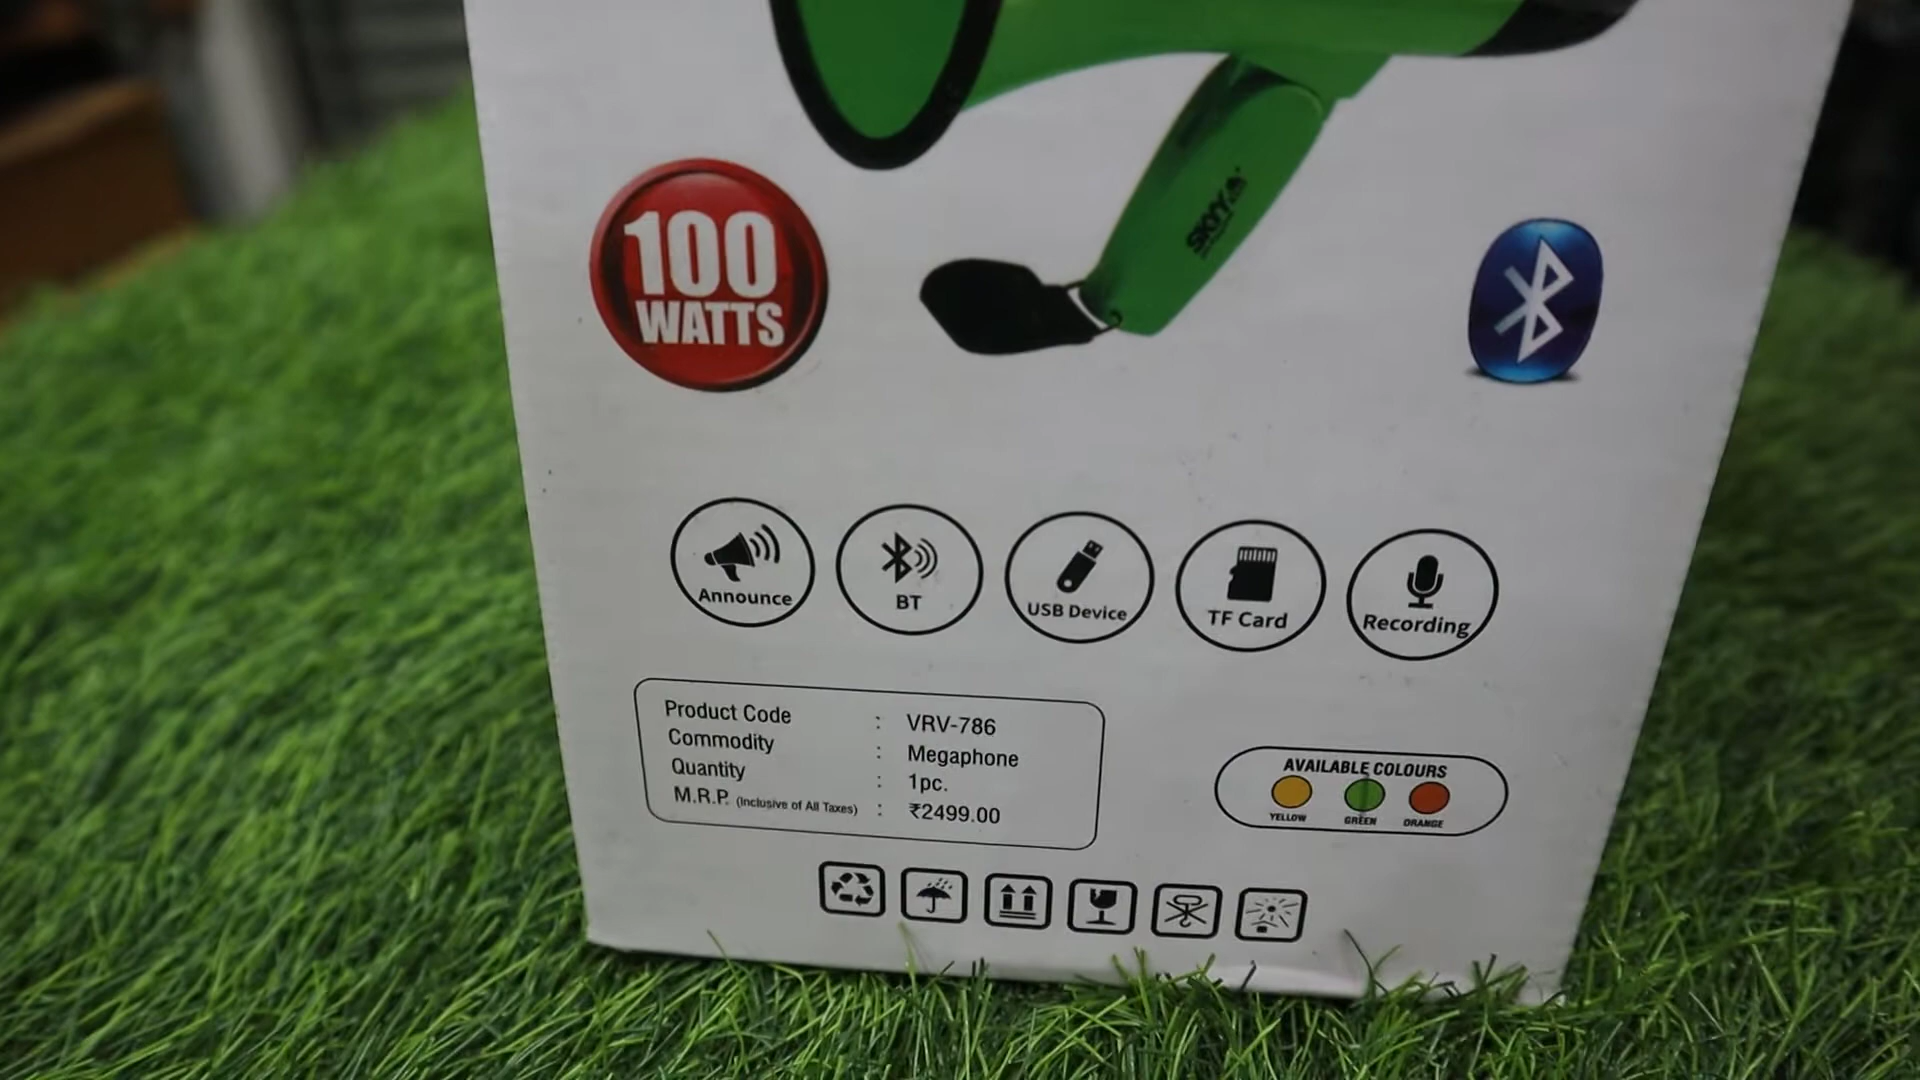 SKYY
100
WATTS
Announce
BT
USB Device
TF Card
Recording
Product Code : VRV-786
Commodity : Megaphone
Quantity : 1pc.
M.R.P. (Inclusive of All Taxes) : ₹2499.00
AVAILABLE COLOURS
YELLOW GREEN ORANGE